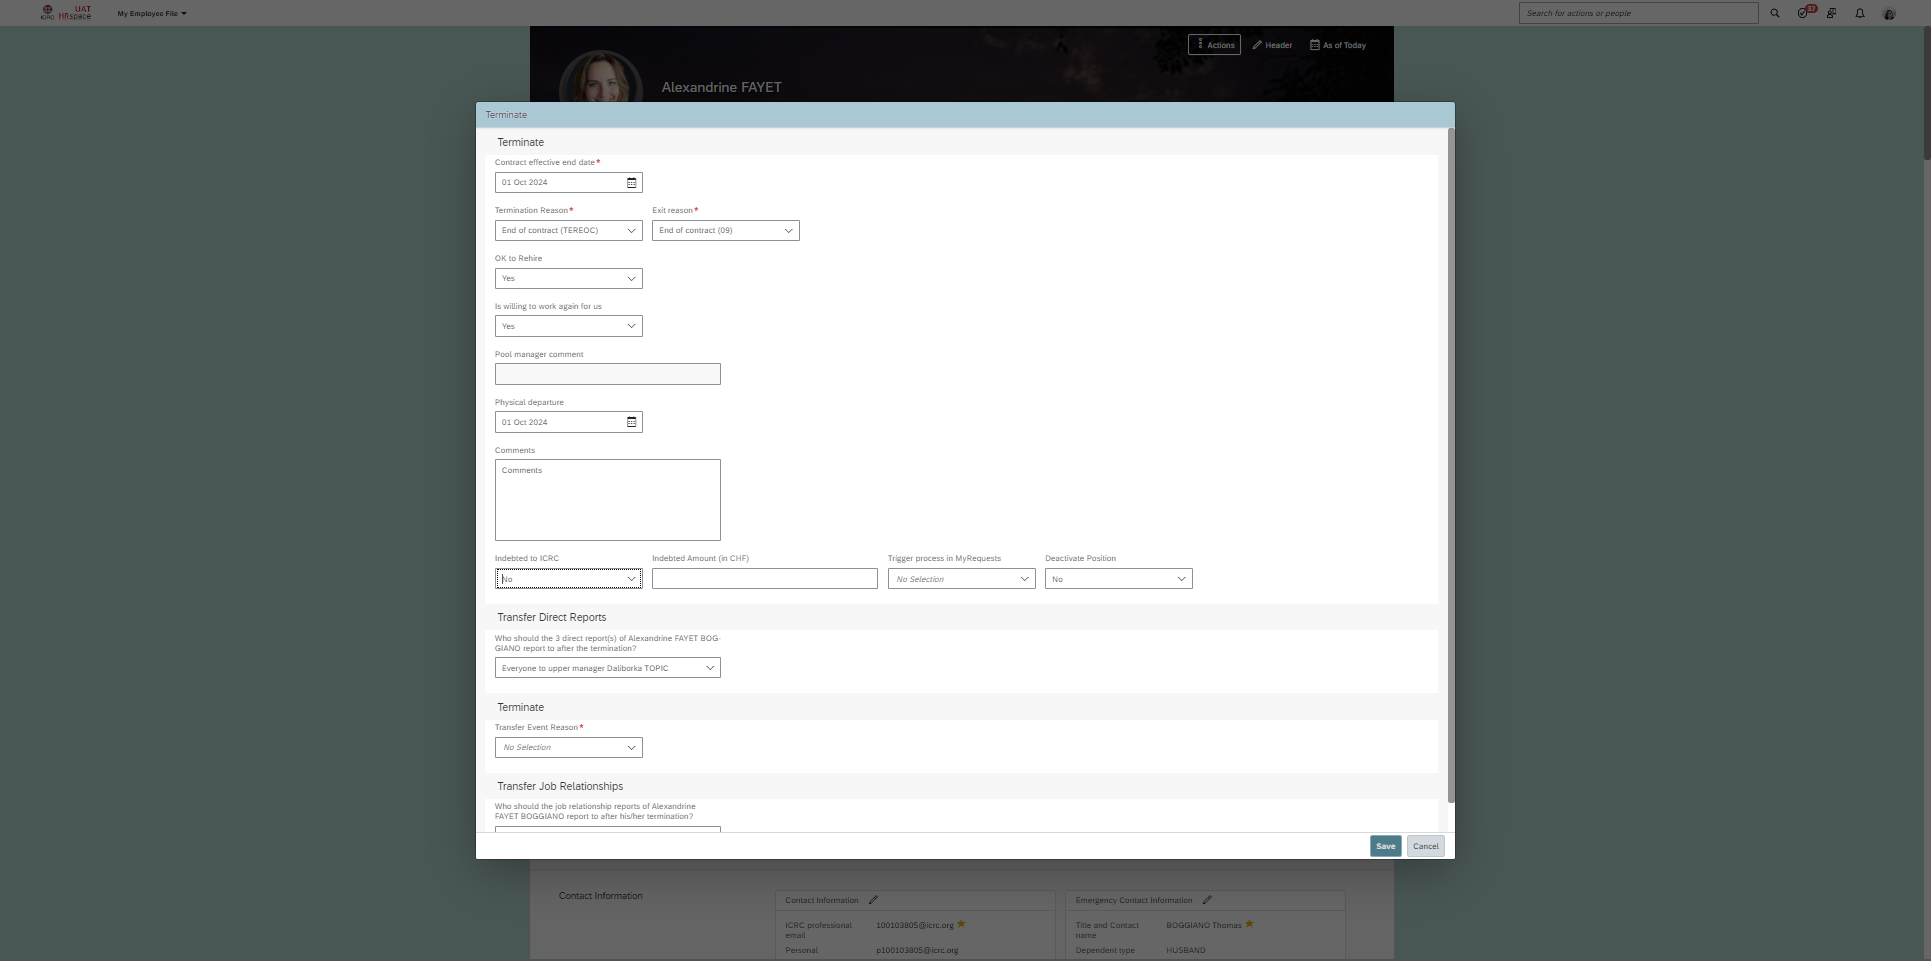 ICRC
UAT
HRspace
My Employee File
Search for actions or people
37
Actions
Header
As of Today
Alexandrine FAYET
Terminate
Terminate
Contract effective end date*
01 Oct 2024
Termination Reason*
Exit reason*
End of contract (TEREOC)
End of contract (09)
OK to Rehire
Yes
Is willing to work again for us
Yes
Pool manager comment
Physical departure
01 Oct 2024
Comments
Comments
Indebted to ICRC
Indebted Amount (in CHF)
Trigger process in MyRequests
Deactivate Position
No
No Selection
No
Transfer Direct Reports
Who should the 3 direct report(s) of Alexandrine FAYET BOG-
GIANO report to after the termination?
Everyone to upper manager Daliborka TOPIC
Terminate
Transfer Event Reason*
No Selection
Transfer Job Relationships
Who should the job relationship reports of Alexandrine
FAYET BOGGIANO report to after his/her termination?
Save
Cancel
Contact Information
Contact Information
Emergency Contact Information
ICRC professional
email
100103805@icrc.org
Title and Contact
name
BOGGIANO Thomas
Personal
p100103805@icrc.org
Dependent type
HUSBAND